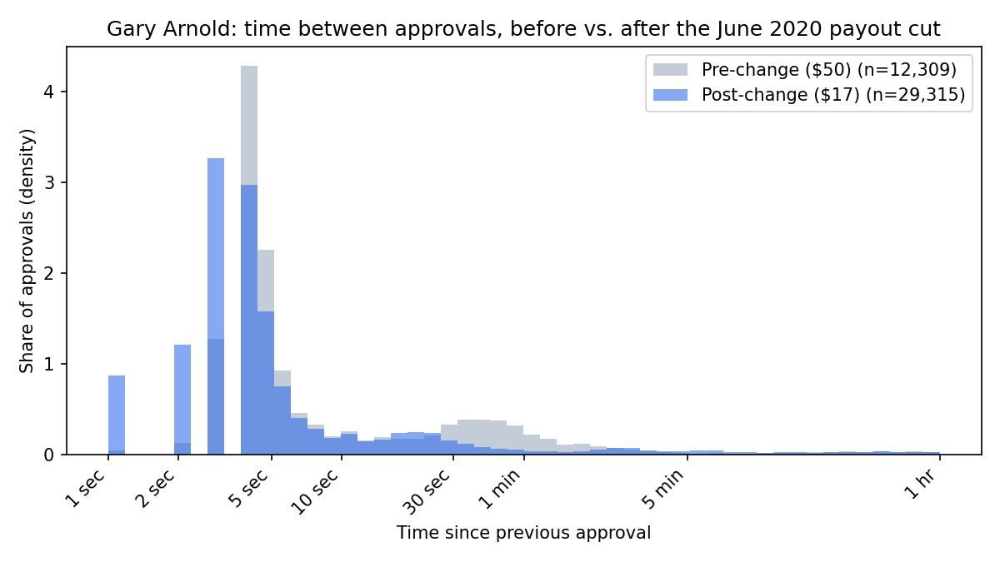 Gary Arnold: time between approvals, before vs. after the June 2020 payout cut
Pre-change ($50) (n=12,309)
Post-change ($17) (n=29,315)
Share of approvals (density)
4
3
2
1
0
1 sec
2 sec
5 sec
10 sec
30 sec
1 min
5 min
1 hr
Time since previous approval